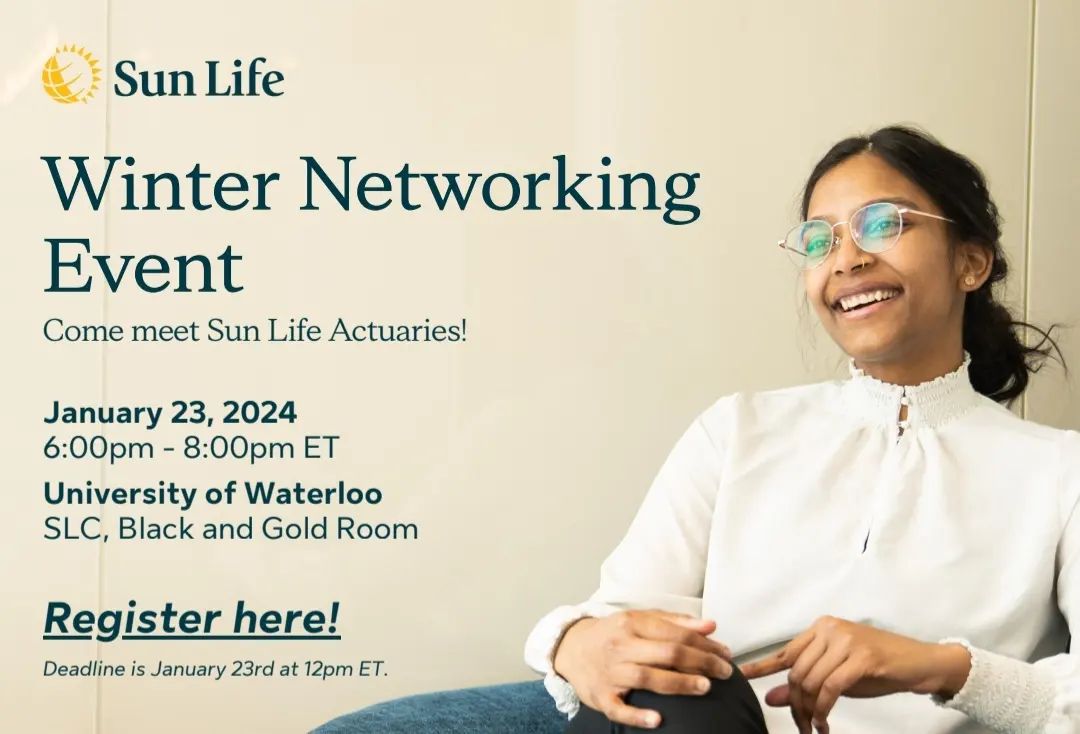 Sun Life
Winter Networking
Event
Come meet Sun Life Actuaries!
January 23, 2024
6:00pm - 8:00pm ET
University of Waterloo
SLC, Black and Gold Room
Register here!
Deadline is January 23rd at 12pm ET.